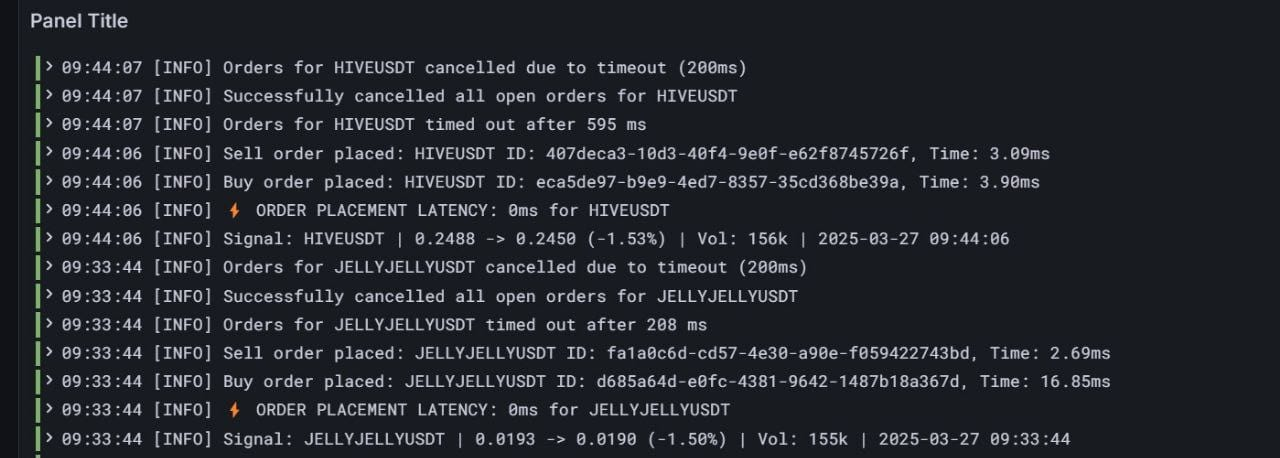 Panel Title
> 09:44:07 [INFO] Orders for HIVEUSDT cancelled due to timeout (200ms)
> 09:44:07 [INFO] Successfully cancelled all open orders for HIVEUSDT
> 09:44:07 [INFO] Orders for HIVEUSDT timed out after 595 ms
> 09:44:06 [INFO] Sell order placed: HIVEUSDT ID: 407deca3-10d3-40f4-9e0f-e62f8745726f, Time: 3.09ms
> 09:44:06 [INFO] Buy order placed: HIVEUSDT ID: eca5de97-b9e9-4ed7-8357-35cd368be39a, Time: 3.90ms
> 09:44:06 [INFO] ⚡ ORDER PLACEMENT LATENCY: 0ms for HIVEUSDT
> 09:44:06 [INFO] Signal: HIVEUSDT | 0.2488 -> 0.2450 (-1.53%) | Vol: 156k | 2025-03-27 09:44:06
> 09:33:44 [INFO] Orders for JELLYJELLYUSDT cancelled due to timeout (200ms)
> 09:33:44 [INFO] Successfully cancelled all open orders for JELLYJELLYUSDT
> 09:33:44 [INFO] Orders for JELLYJELLYUSDT timed out after 208 ms
> 09:33:44 [INFO] Sell order placed: JELLYJELLYUSDT ID: fa1a0c6d-cd57-4e30-a90e-f059422743bd, Time: 2.69ms
> 09:33:44 [INFO] Buy order placed: JELLYJELLYUSDT ID: d685a64d-e0fc-4381-9642-1487b18a367d, Time: 16.85ms
> 09:33:44 [INFO] ⚡ ORDER PLACEMENT LATENCY: 0ms for JELLYJELLYUSDT
> 09:33:44 [INFO] Signal: JELLYJELLYUSDT | 0.0193 -> 0.0190 (-1.50%) | Vol: 155k | 2025-03-27 09:33:44